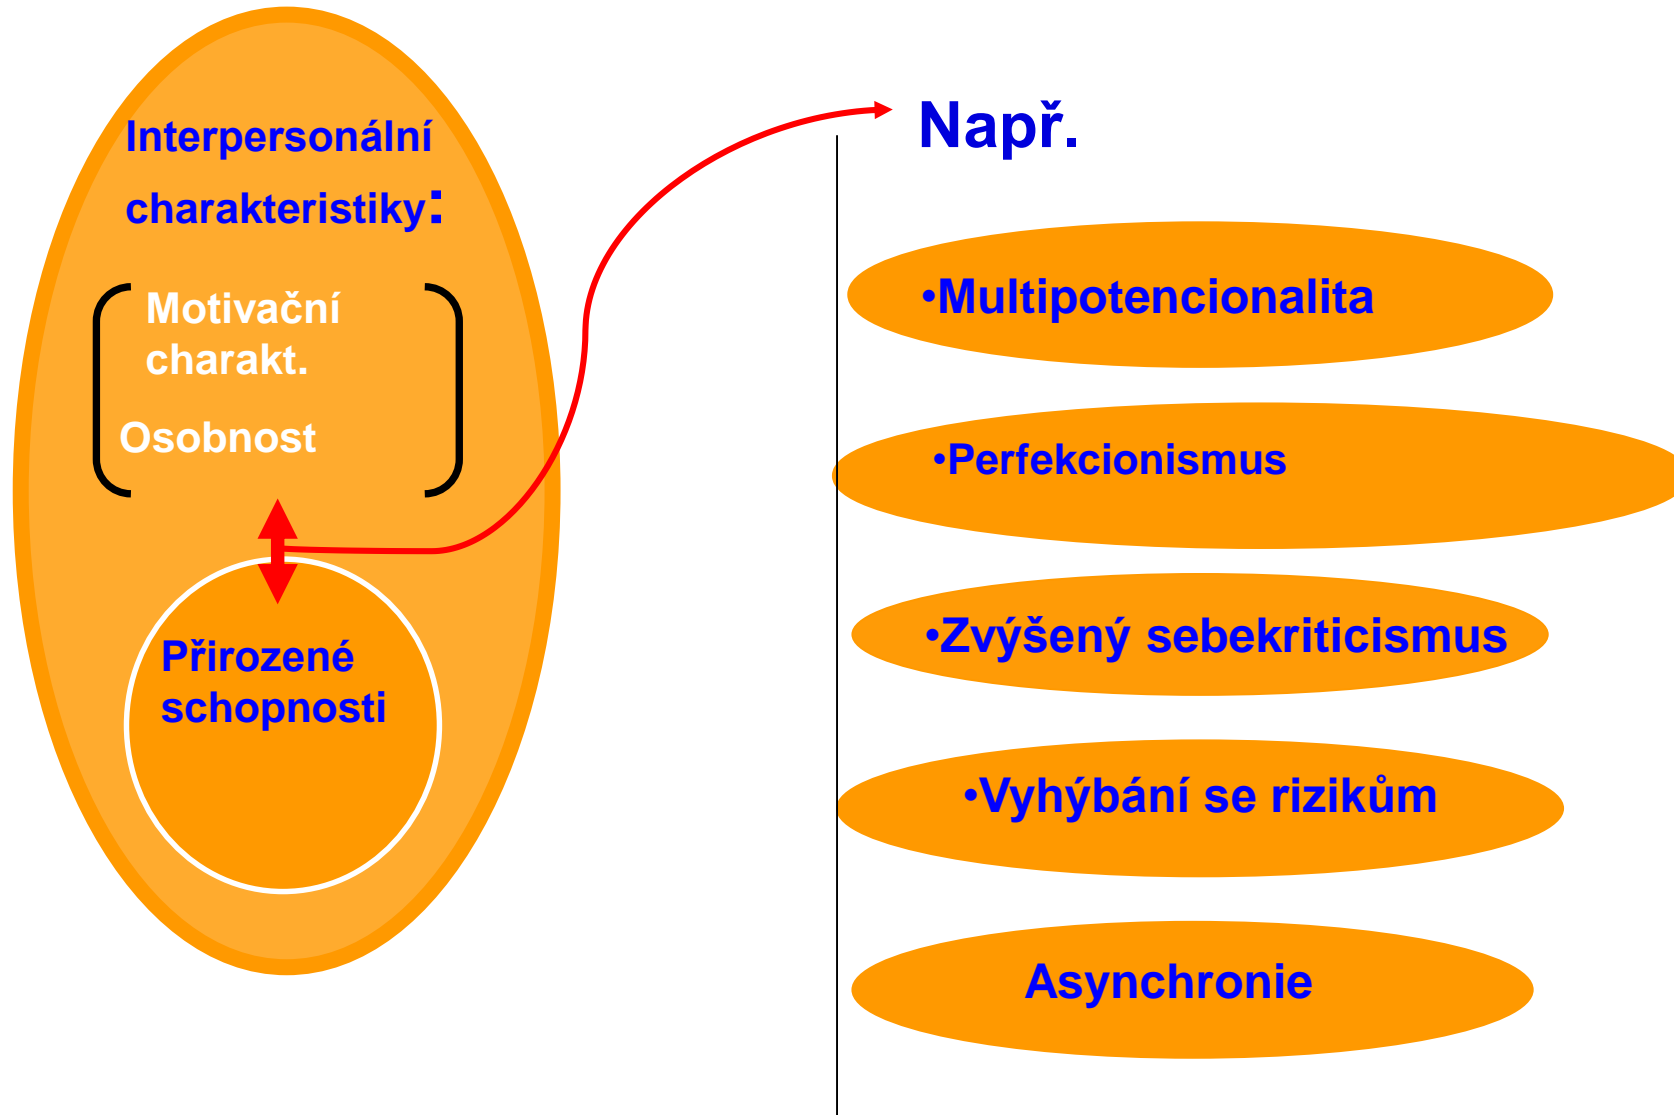 Interpersonální
charakteristiky:
Motivační
charakt.
Osobnost
Přirozené
schopnosti
Např.
•Multipotencionalita
•Perfekcionismus
•Zvýšený sebekriticismus
•Vyhýbání se rizikům
Asynchronie